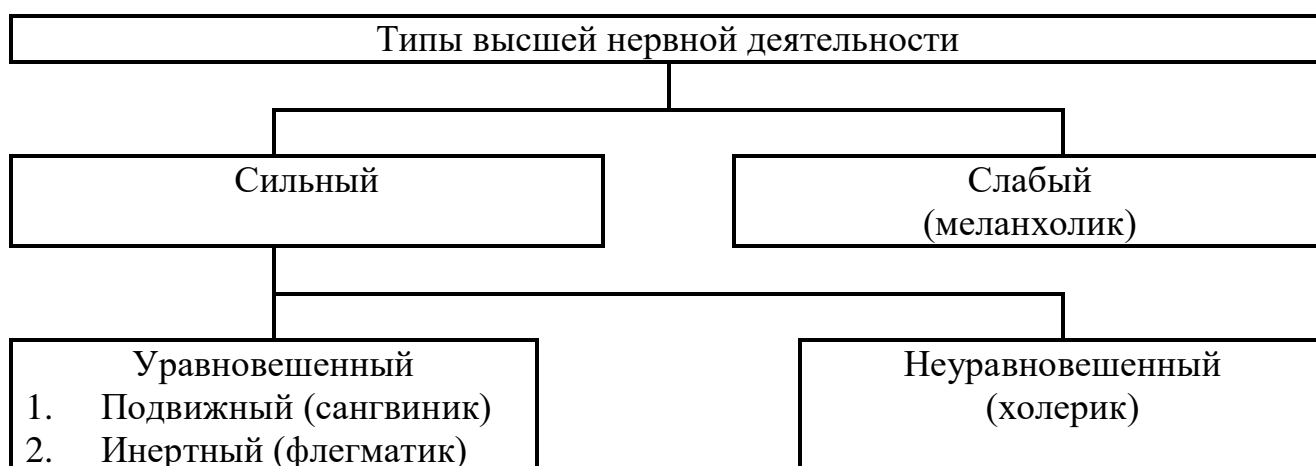 Типы высшей нервной деятельности
Сильный
Слабый
(меланхолик)
Уравновешенный
1. Подвижный (сангвиник)
2. Инертный (флегматик)
Неуравновешенный
(холерик)